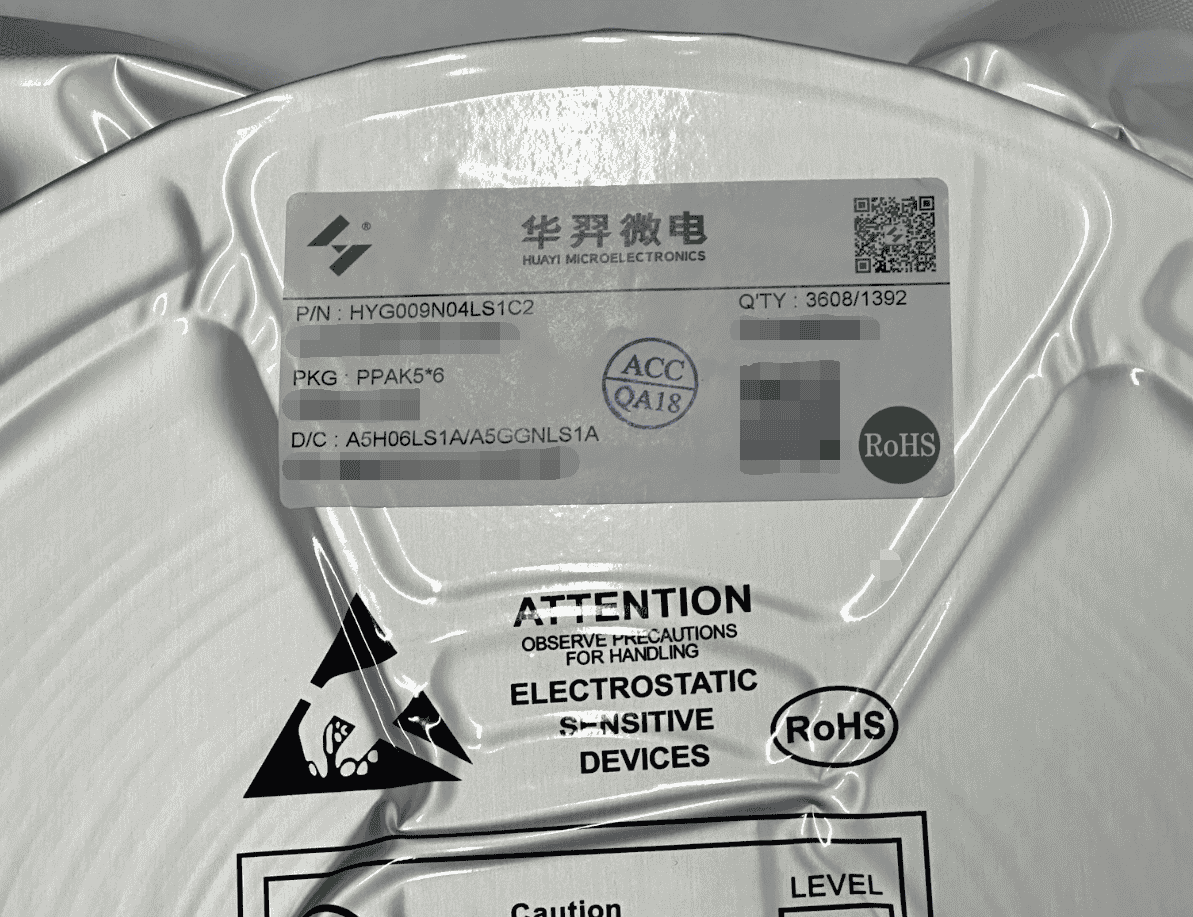 ®
华羿微电
HUAYI MICROELECTRONICS
P/N : HYG009N04LS1C2
Q'TY : 3608/1392
PKG : PPAK5*6
ACC
QA18
D/C : A5H06LS1A/A5GGNLS1A
RoHS
ATTENTION
OBSERVE PRECAUTIONS
FOR HANDLING
ELECTROSTATIC
SENSITIVE
DEVICES
RoHS
LEVEL
Caution